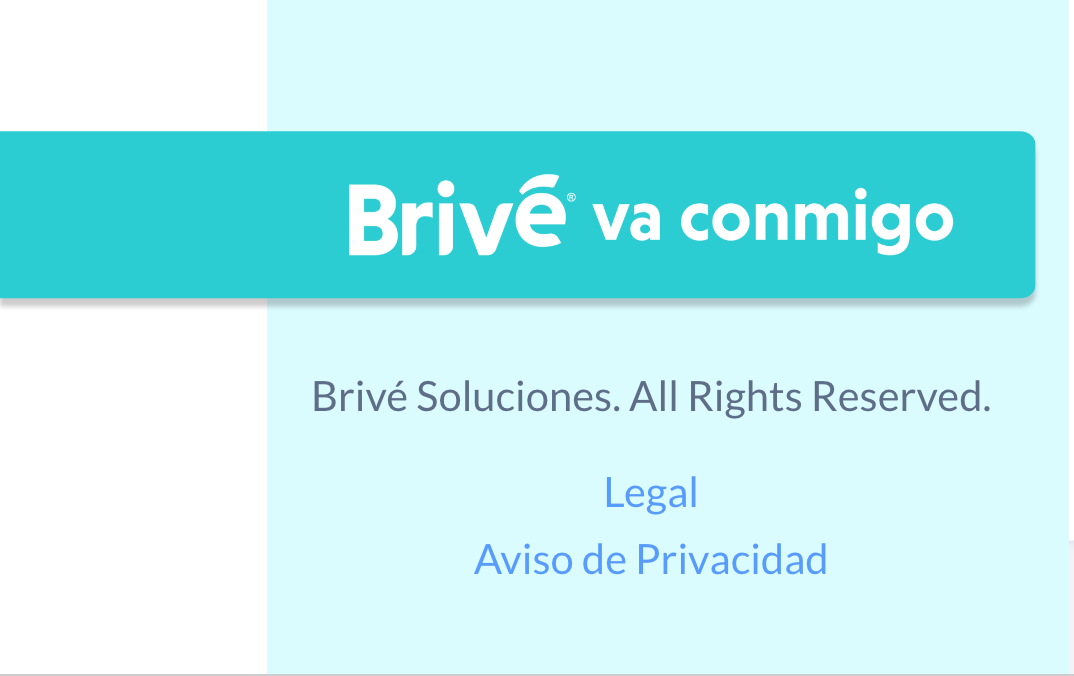 Brivé® va conmigo
Brivé Soluciones. All Rights Reserved.
Legal
Aviso de Privacidad